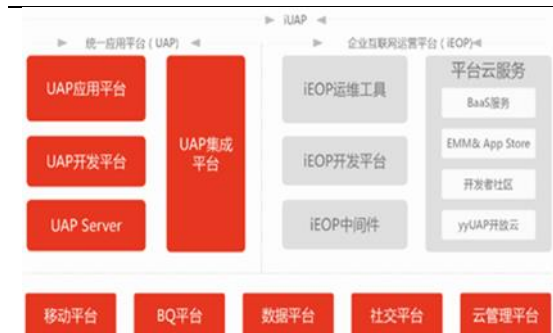 iUAP
统一应用平台 ( UAP)
企业互联网运营平台 ( iEOP)
UAP应用平台
UAP集成
平台
iEOP运维工具
平台云服务
BaaS服务
UAP开发平台
iEOP开发平台
EMM& App Store
开发者社区
UAP Server
iEOP中间件
yyUAP开放云
移动平台
BQ平台
数据平台
社交平台
云管理平台